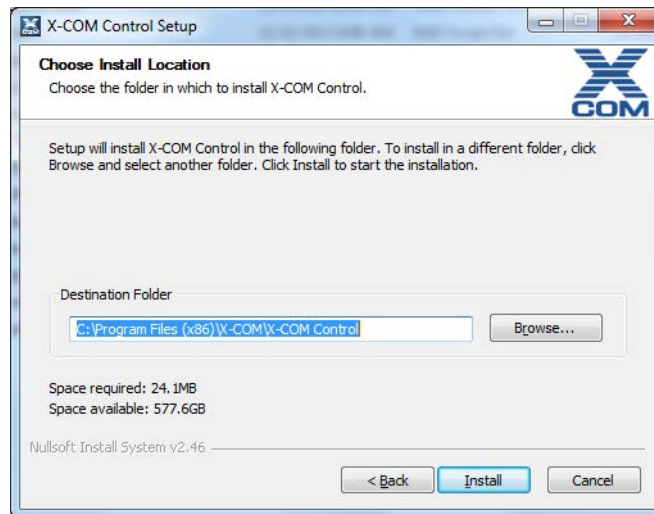 X-COM Control Setup
Choose Install Location
Choose the folder in which to install X-COM Control.
X
COM
Setup will install X-COM Control in the following folder. To install in a different folder, click
Browse and select another folder. Click Install to start the installation.
Destination Folder
C:\Program Files (x86)\X-COM\X-COM Control
Browse...
Space required: 24.1MB
Space available: 577.6GB
Nullsoft Install System v2.46
< Back
Install
Cancel